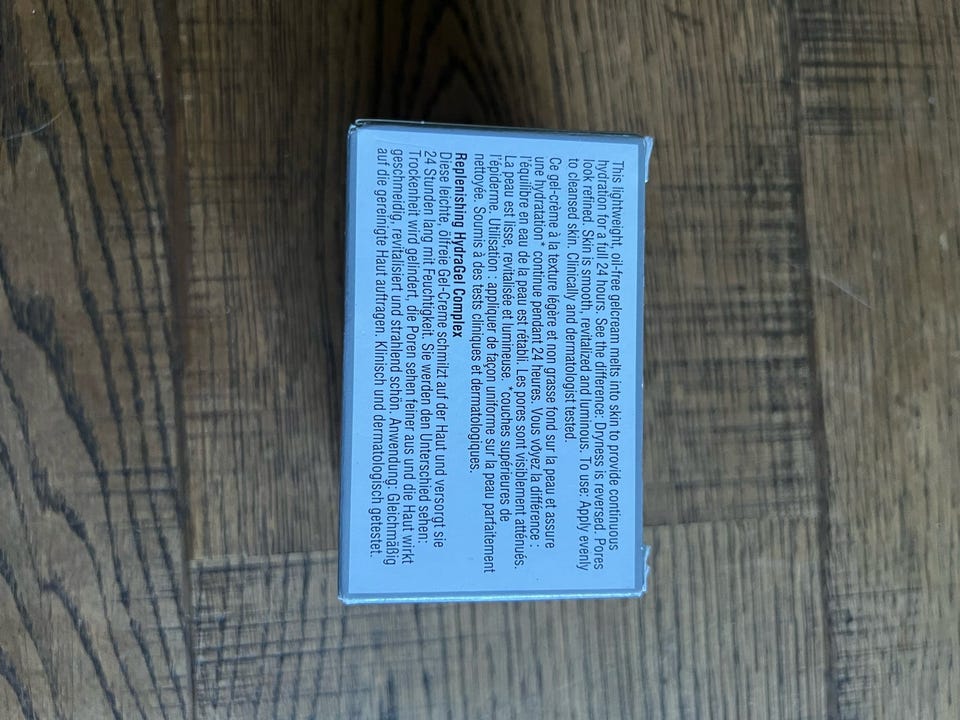 This lightweight, oil-free gelcream melts into skin to provide continuous
hydration for a full 24 hours. See the difference: Dryness is reversed. Pores
look refined. Skin is smooth, revitalized and luminous. To use: Apply evenly
to cleansed skin. Clinically and dermatologist tested.
Ce gel-crème à la texture légère et non grasse fond sur la peau et assure
une hydratation* continue pendant 24 heures. Vous voyez la différence :
l'équilibre en eau de la peau est rétabli. Les pores sont visiblement atténués.
La peau est lisse, revitalisée et lumineuse. *couches supérieures de
l'épiderme. Utilisation : appliquer de façon uniforme sur la peau parfaitement
nettoyée. Soumis à des tests cliniques et dermatologiques.
Replenishing HydraGel Complex
Diese leichte, ölfreie Gel-Creme schmilzt auf der Haut und versorgt sie
24 Stunden lang mit Feuchtigkeit. Sie werden den Unterschied sehen:
Trockenheit wird gelindert, die Poren sehen feiner aus und die Haut wirkt
geschmeidig, revitalisiert und strahlend schön. Anwendung: Gleichmäßig
auf die gereinigte Haut auftragen. Klinisch und dermatologisch getestet.